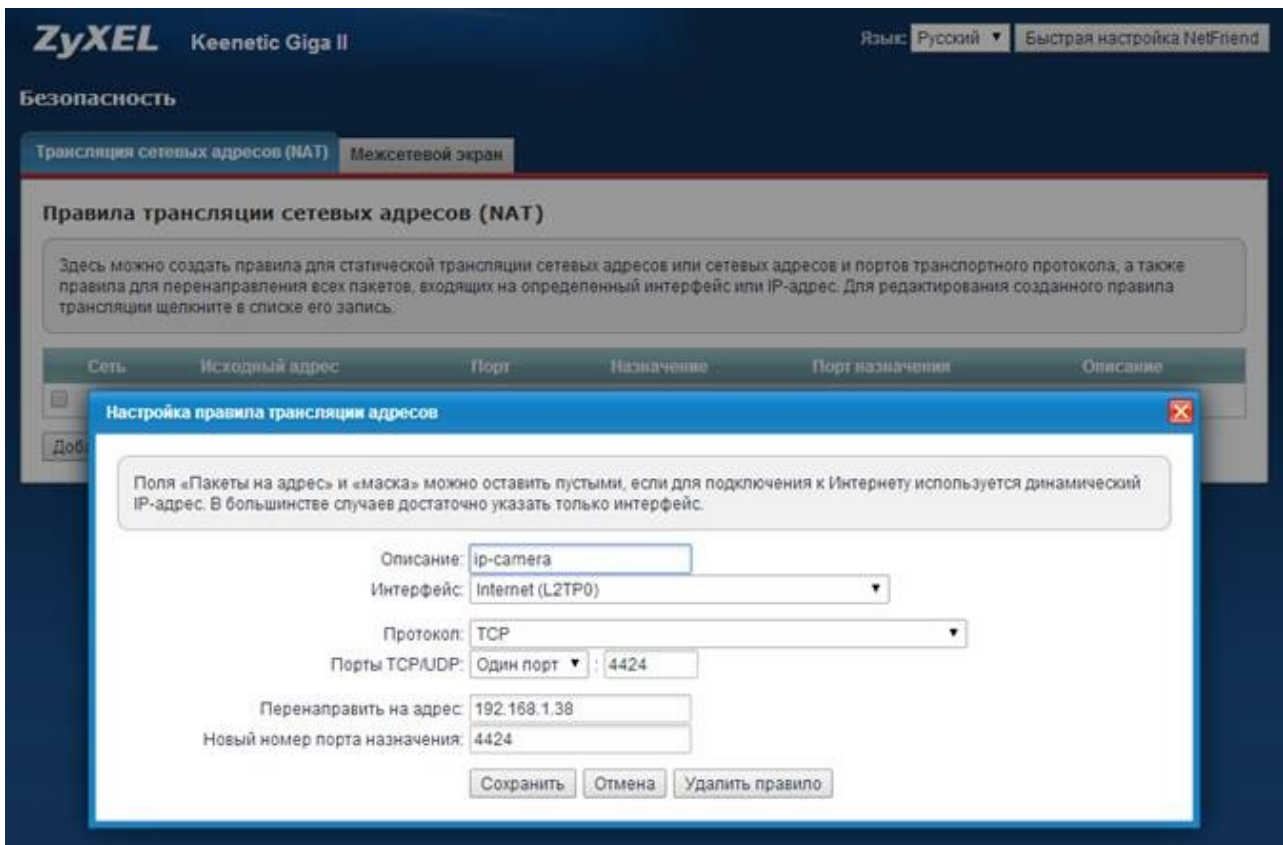 ZyXEL Keenetic Giga II
Язык: Русский Быстрая настройка NetFriend
Безопасность
Трансляция сетевых адресов (NAT) Межсетевой экран
Правила трансляции сетевых адресов (NAT)
Здесь можно создать правила для статической трансляции сетевых адресов или сетевых адресов и портов транспортного протокола, а также
правила для перенаправления всех пакетов, входящих на определенный интерфейс или IP-адрес. Для редактирования созданного правила
трансляции щелкните в списке его запись.
Сеть Исходный адрес Порт Назначение Порт назначения Описание
Настройка правила трансляции адресов
Поля «Пакеты на адрес» и «маска» можно оставить пустыми, если для подключения к Интернету используется динамический
IP-адрес. В большинстве случаев достаточно указать только интерфейс.
Описание: ip-camera
Интерфейс: Internet (L2TP0)
Протокол: TCP
Порты TCP/UDP: Один порт : 4424
Перенаправить на адрес: 192.168.1.38
Новый номер порта назначения: 4424
Сохранить Отмена Удалить правило